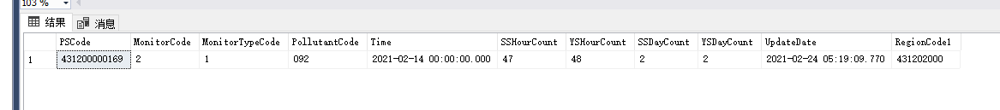 103 %
结果 消息
PSCode MonitorCode MonitorTypeCode PollutantCode Time SSHourCount YSHourCount SSDayCount YSDayCount UpdateDate RegionCode1
1 431200000169 2 1 092 2021-02-14 00:00:00.000 47 48 2 2 2021-02-24 05:19:09.770 431202000